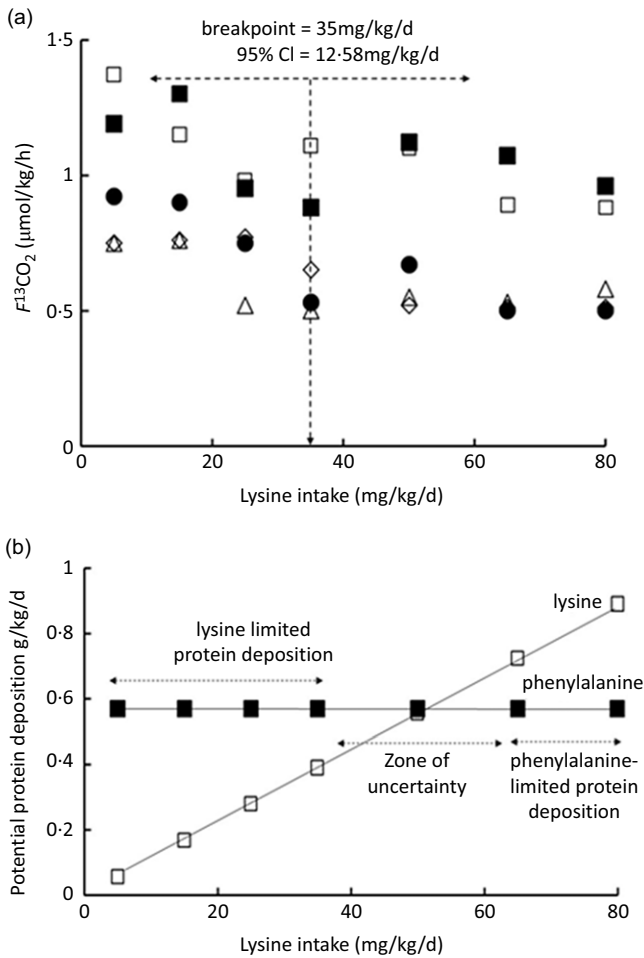 (a)
breakpoint = 35mg/kg/d
95% Cl = 12·58mg/kg/d
1·5
1
0·5
0
F¹³CO₂ (μmol/kg/h)
0 20 40 60 80
Lysine intake (mg/kg/d)
(b)
1
0·8
0·6
0·4
0·2
0
Potential protein deposition g/kg/d
lysine
lysine limited
protein deposition
phenylalanine
Zone of
uncertainty
phenylalanine-
limited protein
deposition
0 20 40 60 80
Lysine intake (mg/kg/d)